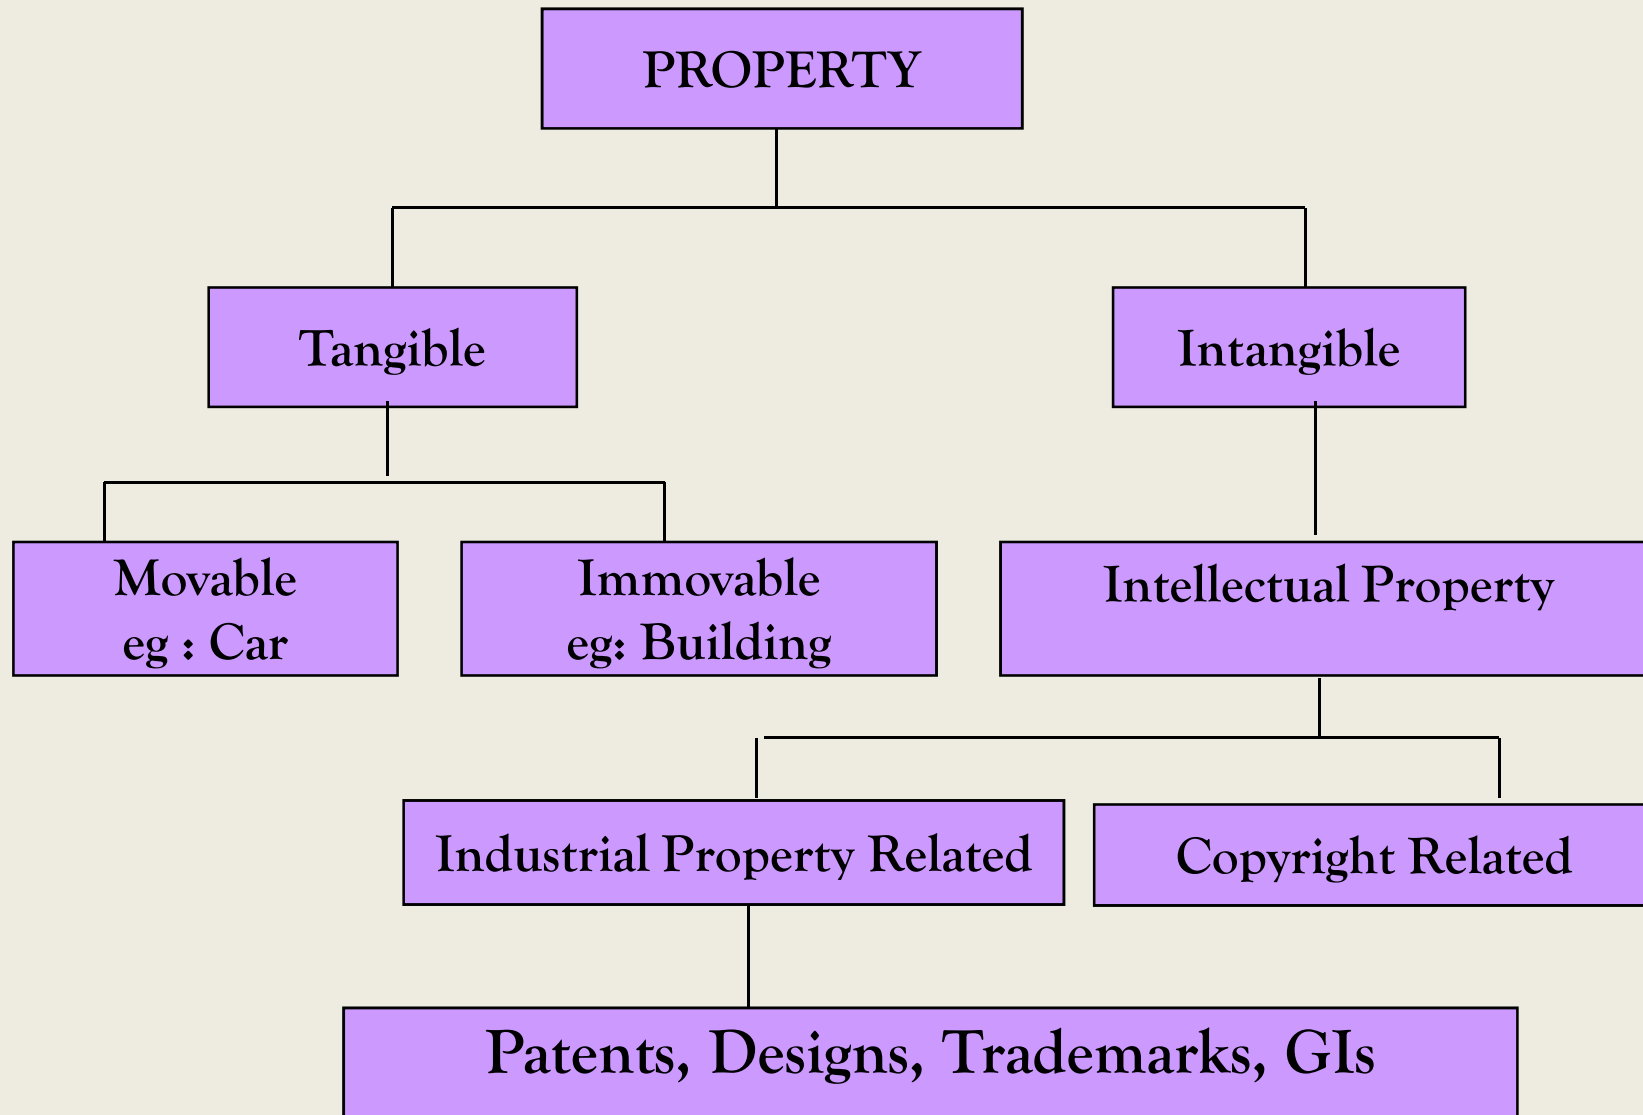 PROPERTY
Tangible
Intangible
Movable
eg : Car
Immovable
eg: Building
Intellectual Property
Industrial Property Related
Copyright Related
Patents, Designs, Trademarks, GIs